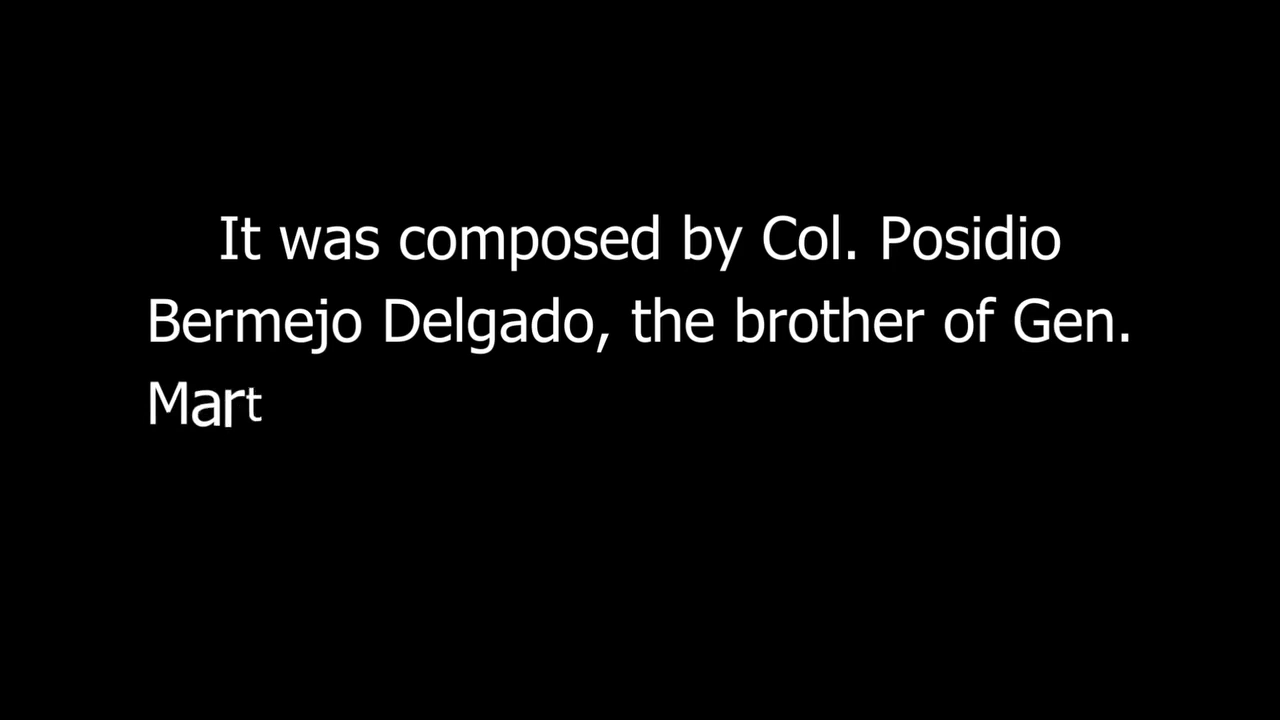 It was composed by Col. Posidio
Bermejo Delgado, the brother of Gen.
Mart